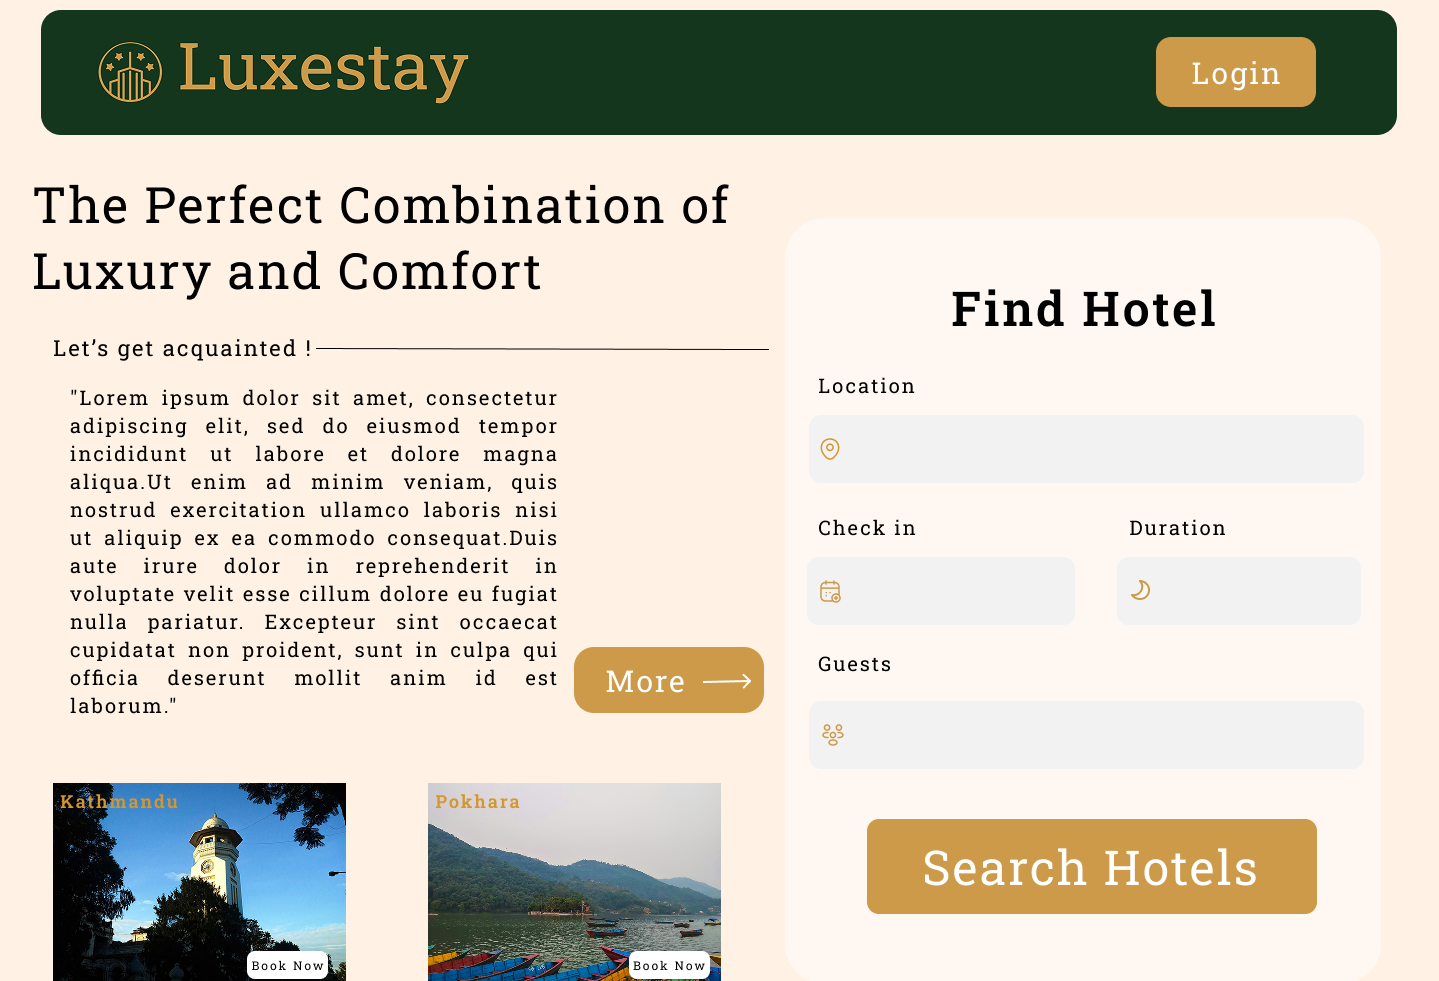 Luxestay
Login
The Perfect Combination of
Luxury and Comfort
Let’s get acquainted !
"Lorem ipsum dolor sit amet, consectetur
adipiscing elit, sed do eiusmod tempor
incididunt ut labore et dolore magna
aliqua.Ut enim ad minim veniam, quis
nostrud exercitation ullamco laboris nisi
ut aliquip ex ea commodo consequat.Duis
aute irure dolor in reprehenderit in
voluptate velit esse cillum dolore eu fugiat
nulla pariatur. Excepteur sint occaecat
cupidatat non proident, sunt in culpa qui
officia deserunt mollit anim id est
laborum."
More
Kathmandu
Book Now
Pokhara
Book Now
Find Hotel
Location
Check in
Duration
Guests
Search Hotels